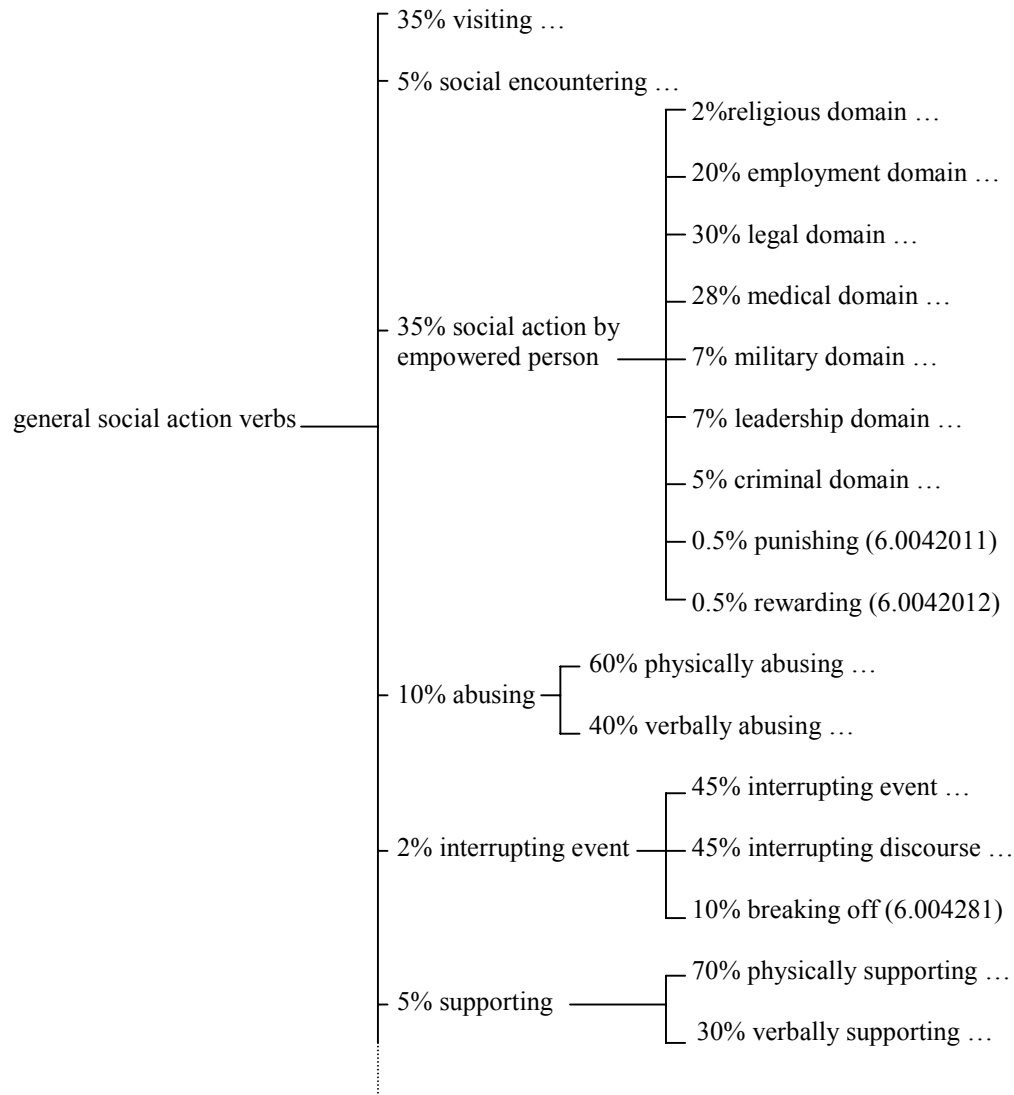 35% visiting …
5% social encountering …
2%religious domain …
20% employment domain …
30% legal domain …
28% medical domain …
35% social action by
empowered person
7% military domain …
general social action verbs
7% leadership domain …
5% criminal domain …
0.5% punishing (6.0042011)
0.5% rewarding (6.0042012)
60% physically abusing …
10% abusing
40% verbally abusing …
45% interrupting event …
2% interrupting event
45% interrupting discourse …
10% breaking off (6.004281)
70% physically supporting …
5% supporting
30% verbally supporting …